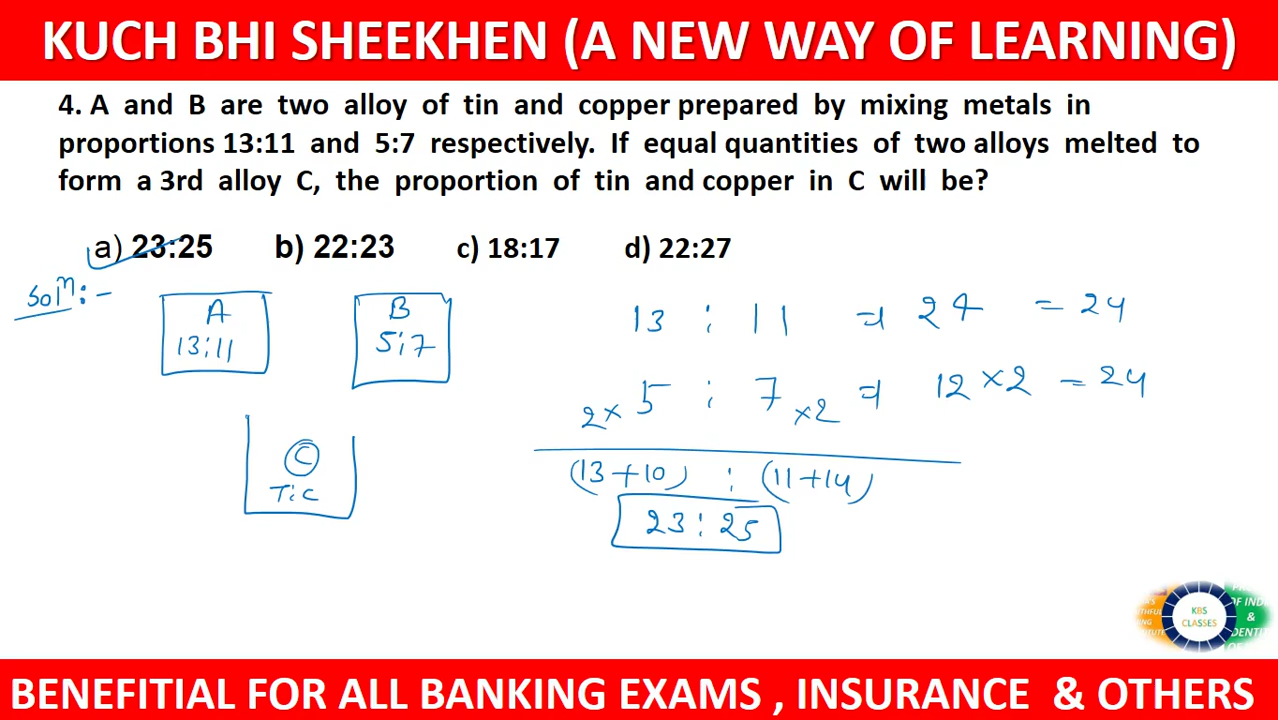 KUCH BHI SHEEKHEN (A NEW WAY OF LEARNING)
4. A and B are two alloy of tin and copper prepared by mixing metals in
proportions 13:11 and 5:7 respectively. If equal quantities of two alloys melted to
form a 3rd alloy C, the proportion of tin and copper in C will be?
a) 23:25 b) 22:23 c) 18:17 d) 22:27
Solⁿ:-
A
13:11
B
5:7
C
T:C
13 : 11 ⇒ 24 = 24
2× 5 : 7 ×2 ⇒ 12 ×2 = 24
(13+10) : (11+14)
23:25
KBS
CLASSES
OF IND
&
DENTI
BENEFITIAL FOR ALL BANKING EXAMS , INSURANCE & OTHERS